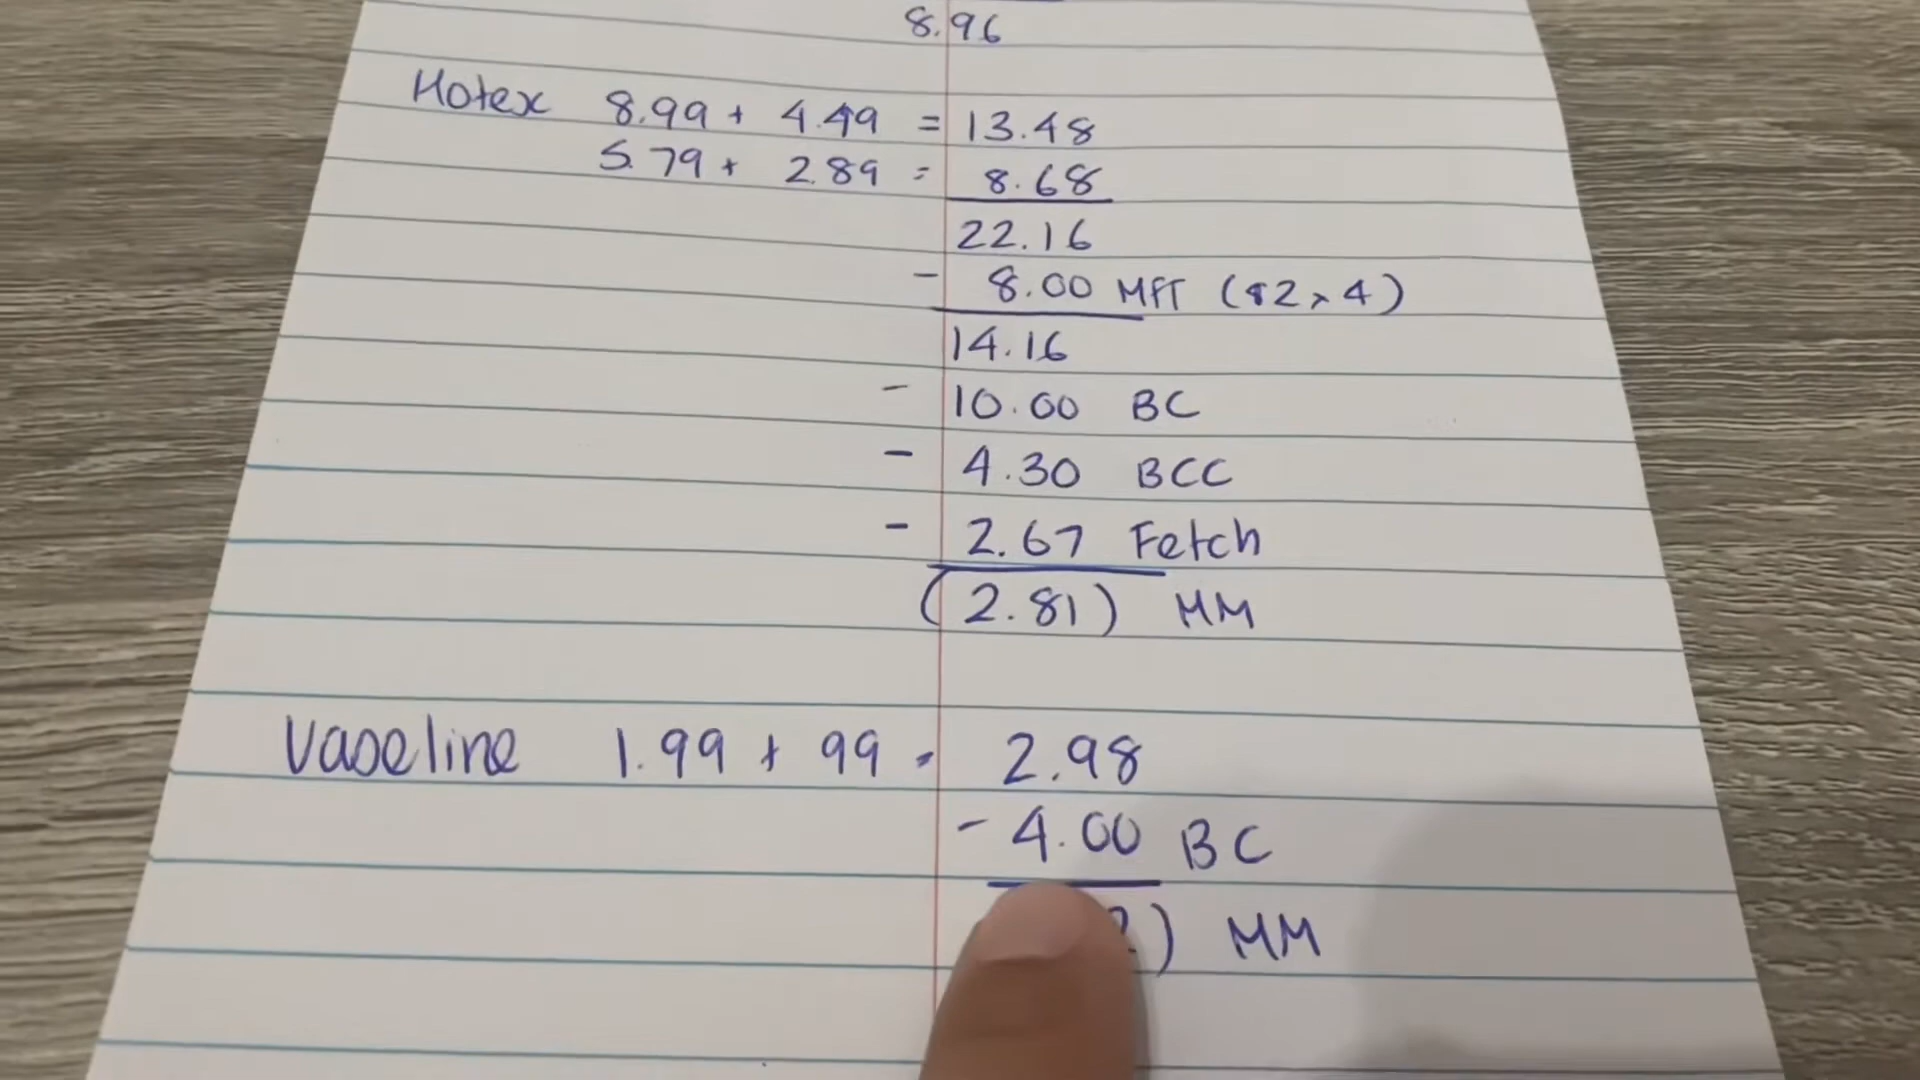 8.96
Motex 8.99 + 4.49 = 13.48
5.79 + 2.89 = 8.68
22.16
- 8.00 MFT ($2 x 4)
14.16
- 10.00 BC
- 4.30 BCC
- 2.67 Fetch
(2.81) MM
Vaseline 1.99 + 99 = 2.98
- 4.00 BC
2) MM